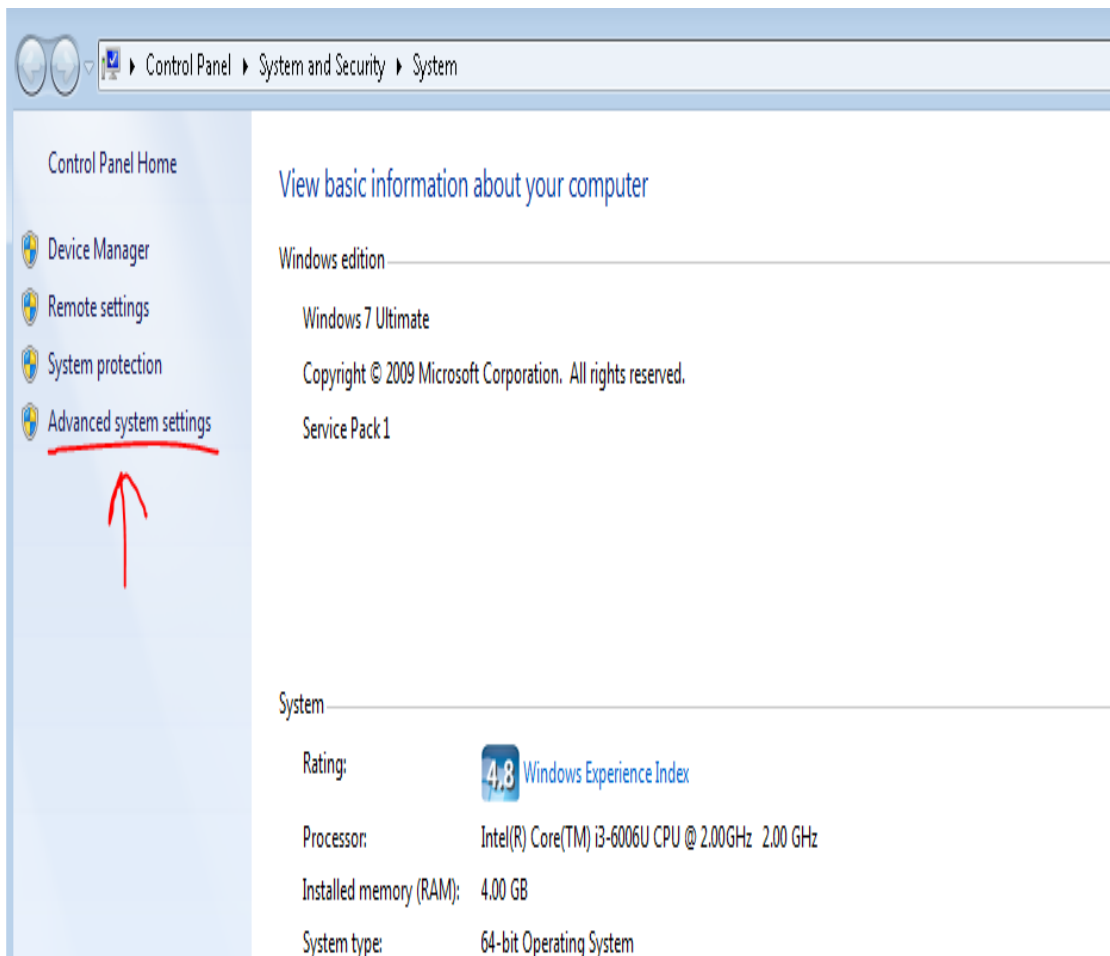 Control Panel ▸ System and Security ▸ System
Control Panel Home
Device Manager
Remote settings
System protection
Advanced system settings
View basic information about your computer
Windows edition
Windows 7 Ultimate
Copyright © 2009 Microsoft Corporation. All rights reserved.
Service Pack 1
System
Rating: 4,8 Windows Experience Index
Processor: Intel(R) Core(TM) i3-6006U CPU @ 2.00GHz 2.00 GHz
Installed memory (RAM): 4.00 GB
System type: 64-bit Operating System